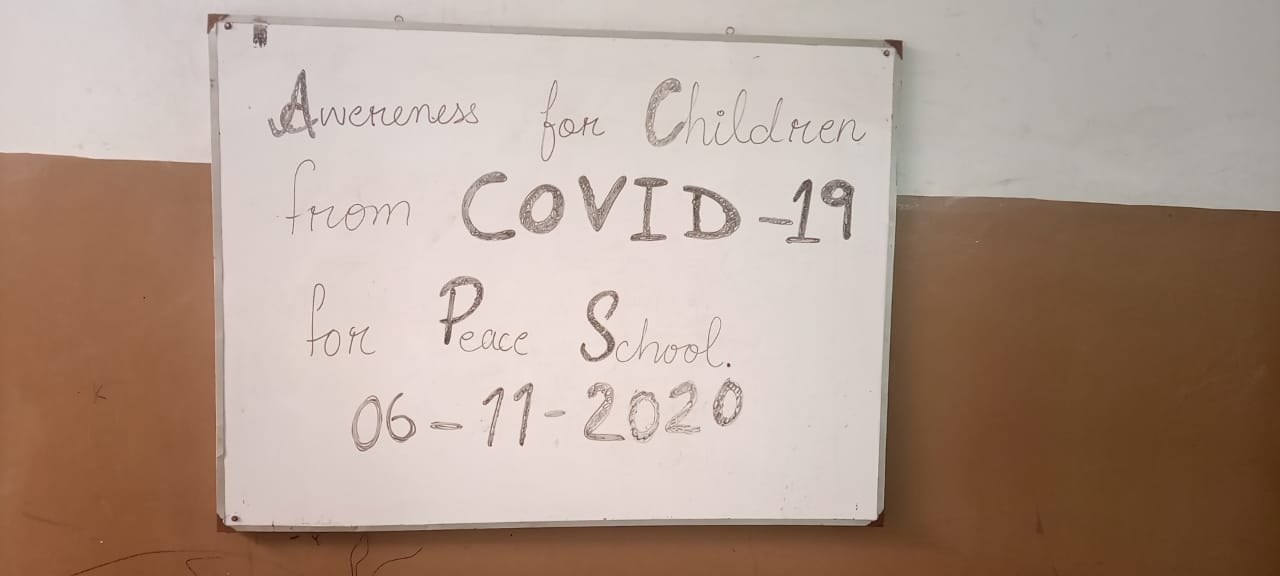 Awereness for Children
from COVID-19
for Peace School.
06-11-2020